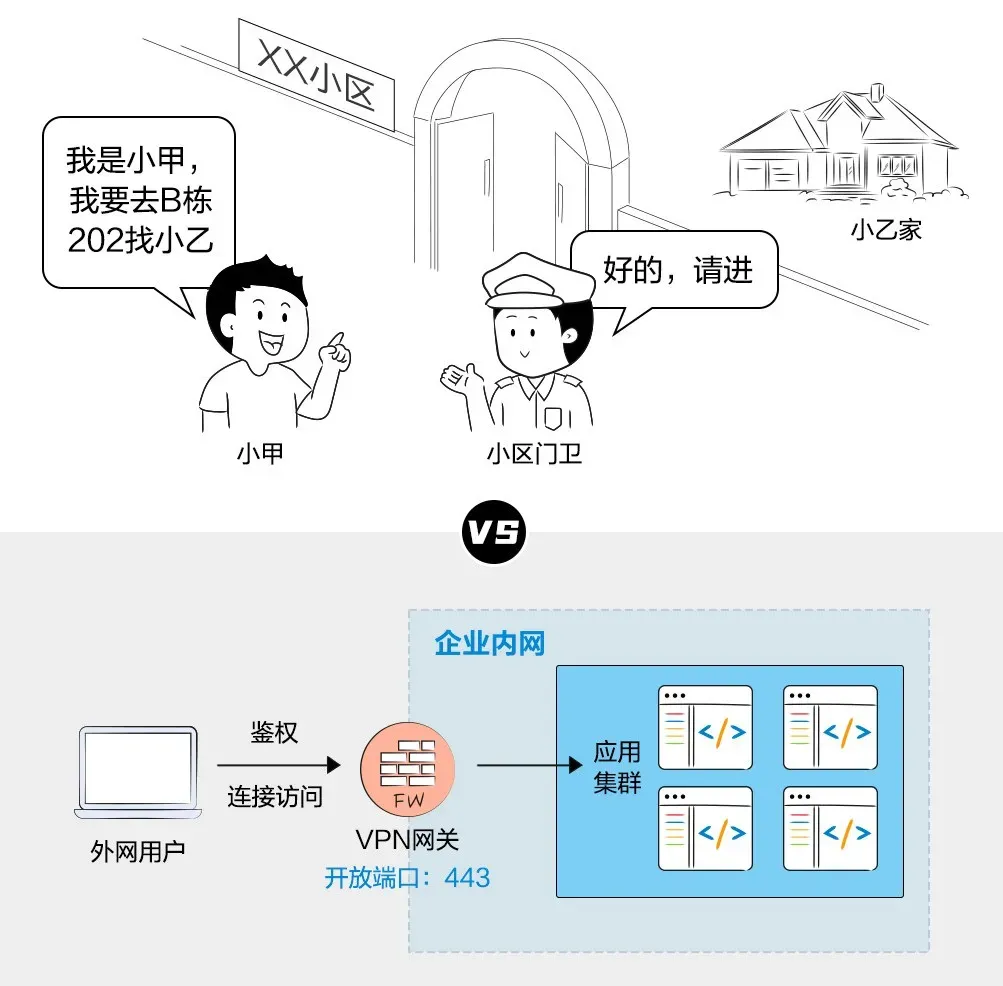 XX小区
我是小甲，
我要去B栋
202找小乙
小乙家
好的，请进
小甲
小区门卫
VS
企业内网
鉴权
连接访问
外网用户
FW
VPN网关
开放端口：443
应用
集群
</>
</>
</>
</>